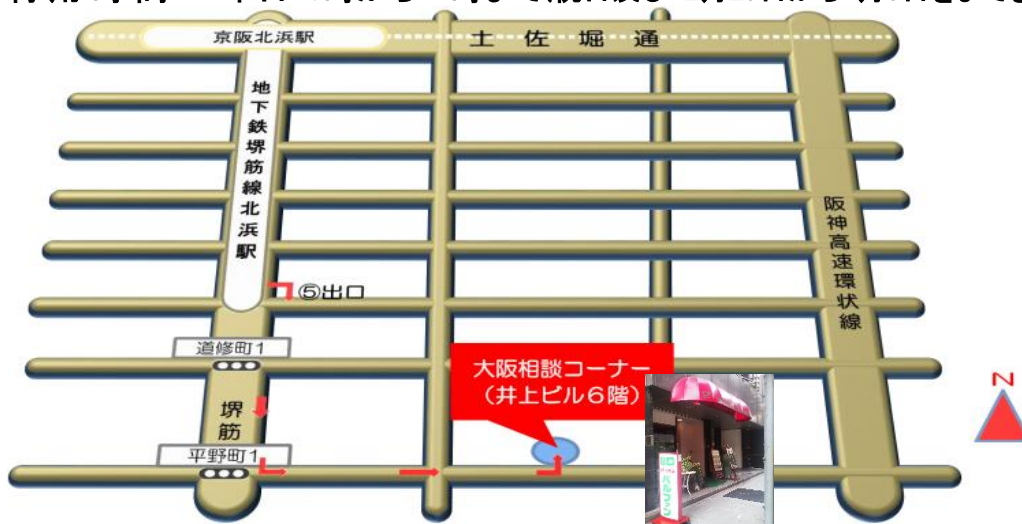 京阪北浜駅
土佐堀通
地下鉄堺筋線北浜駅
阪神高速環状線
⑤出口
道修町1
大阪相談コーナー
（井上ビル6階）
堺筋
平野町1
N